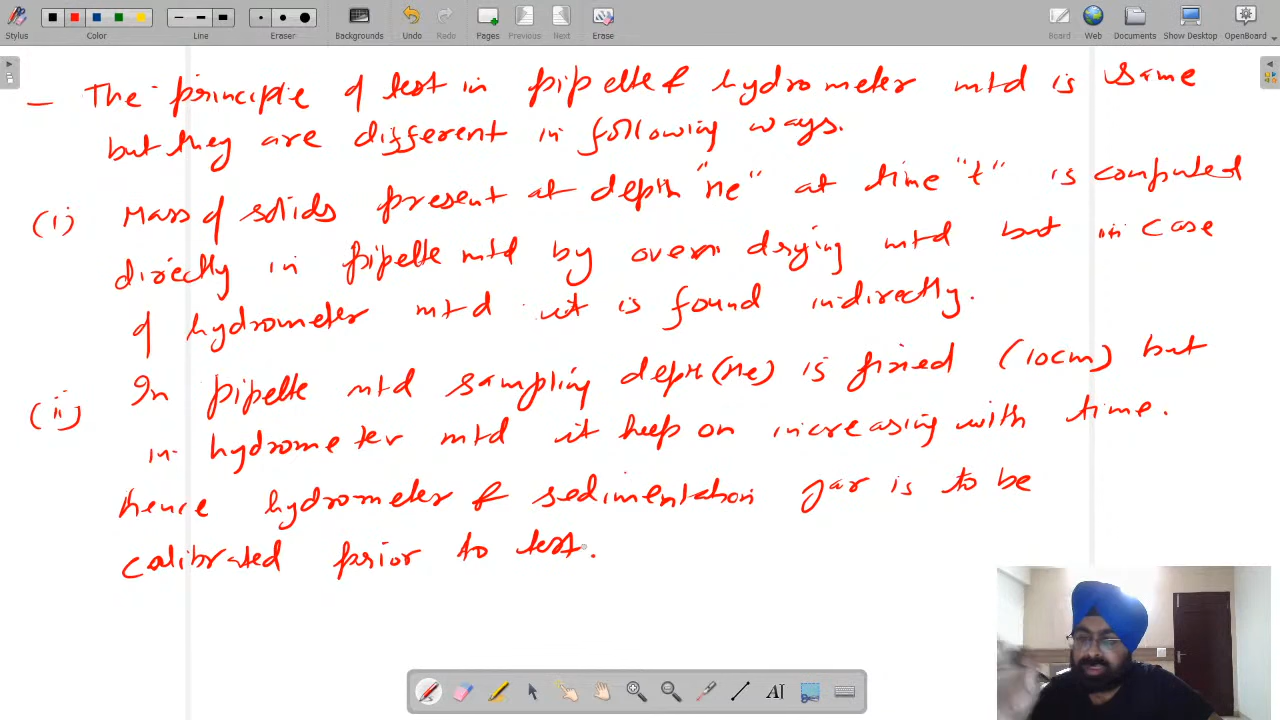 Stylus
Color
Line
Eraser
Backgrounds
Undo
Redo
Pages
Previous
Next
Erase
Board
Web
Documents
Show Desktop
OpenBoard
- The principle of test in pipette & hydrometer mtd is same
but they are different in following ways.
(i) Mass of solids present at depth "He" at time "t" is computed
directly in pipette mtd by oven drying mtd but in case
of hydrometer mtd it is found indirectly.
(ii) In pipette mtd sampling depth (He) is fixed (10cm) but
in hydrometer mtd it keep on increasing with time.
hence hydrometer & sedimentation jar is to be
calibrated prior to test.